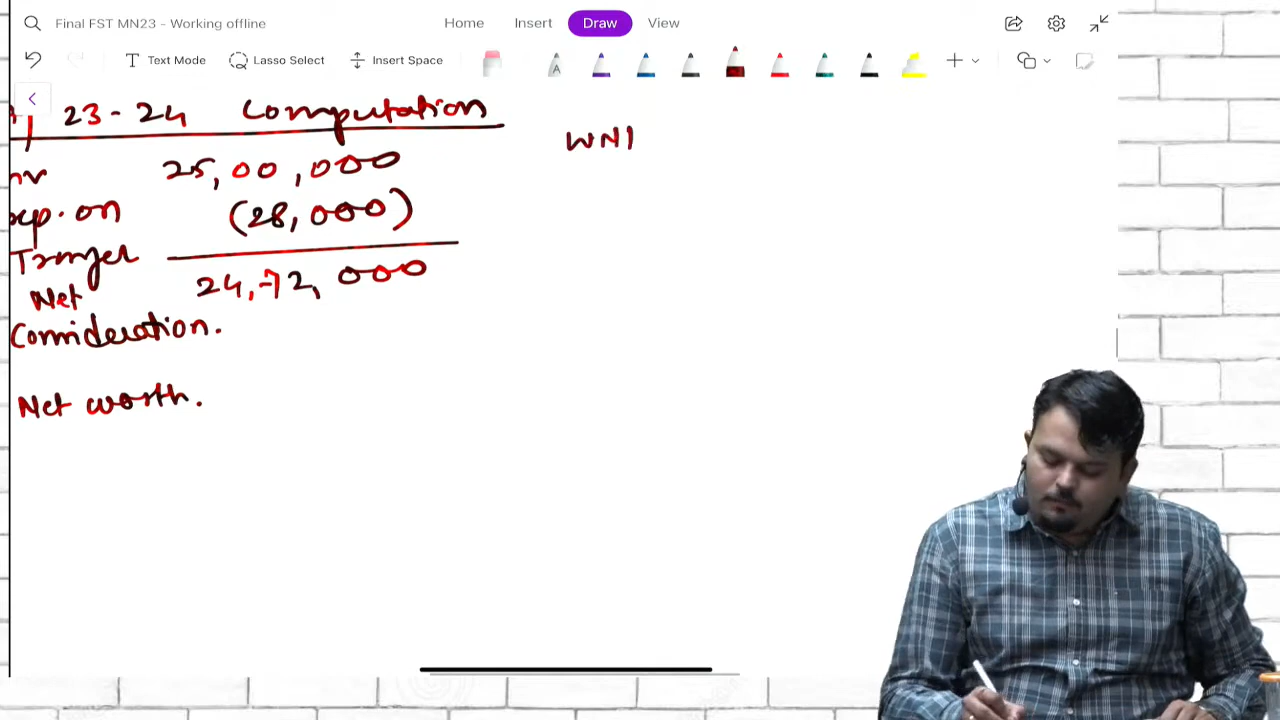 Final FST MN23 - Working offline
Home Insert Draw View
Text Mode Lasso Select Insert Space
A
23-24 Computation
25,00,000
on (28,000)
Transfer
24,72,000
Net
Consideration.
Net worth.
WN1